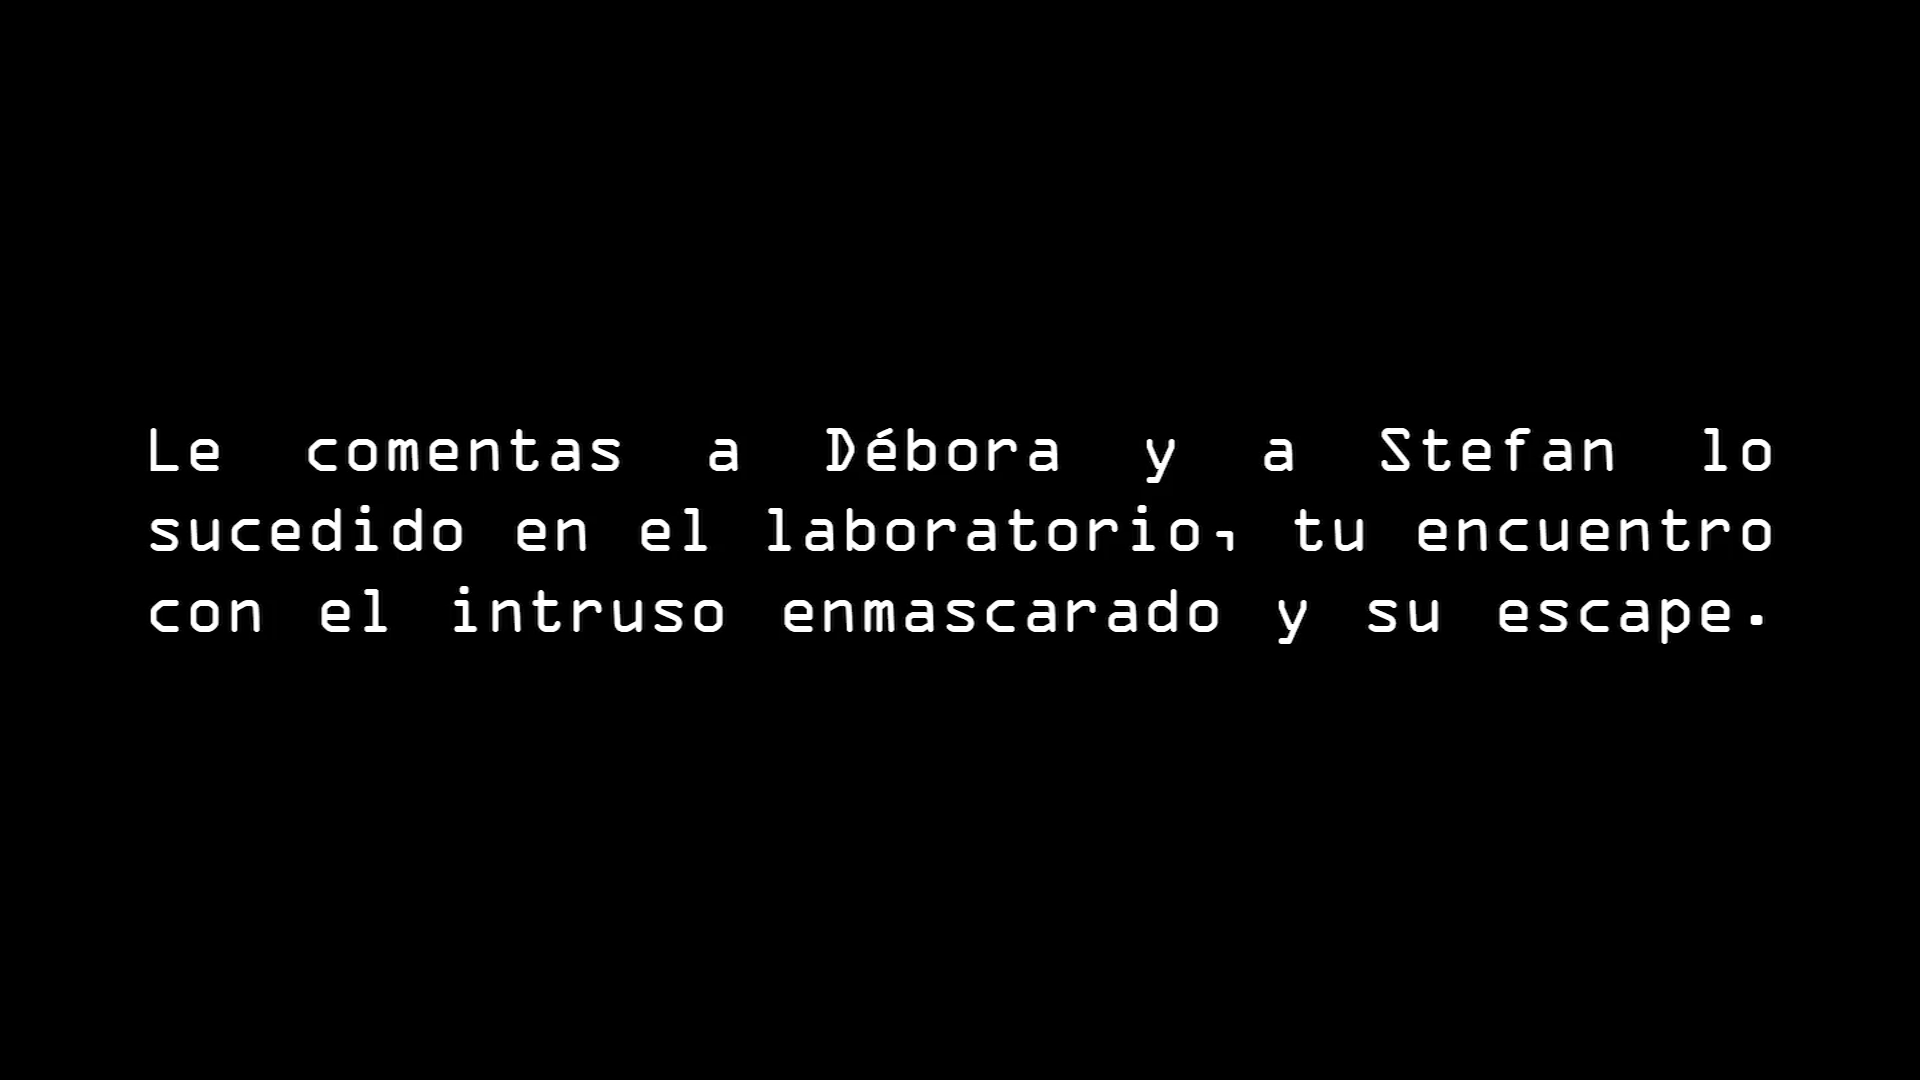 Le comentas a Débora y a Stefan lo
sucedido en el laboratorio, tu encuentro
con el intruso enmascarado y su escape.